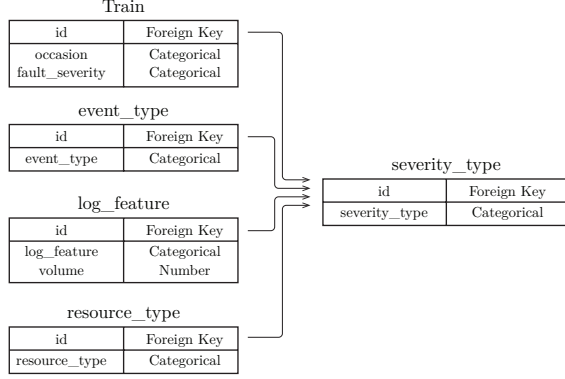 Train
id Foreign Key
occasion Categorical
fault_severity Categorical
event_type
id Foreign Key
event_type Categorical
log_feature
id Foreign Key
log_feature Categorical
volume Number
resource_type
id Foreign Key
resource_type Categorical
severity_type
id Foreign Key
severity_type Categorical